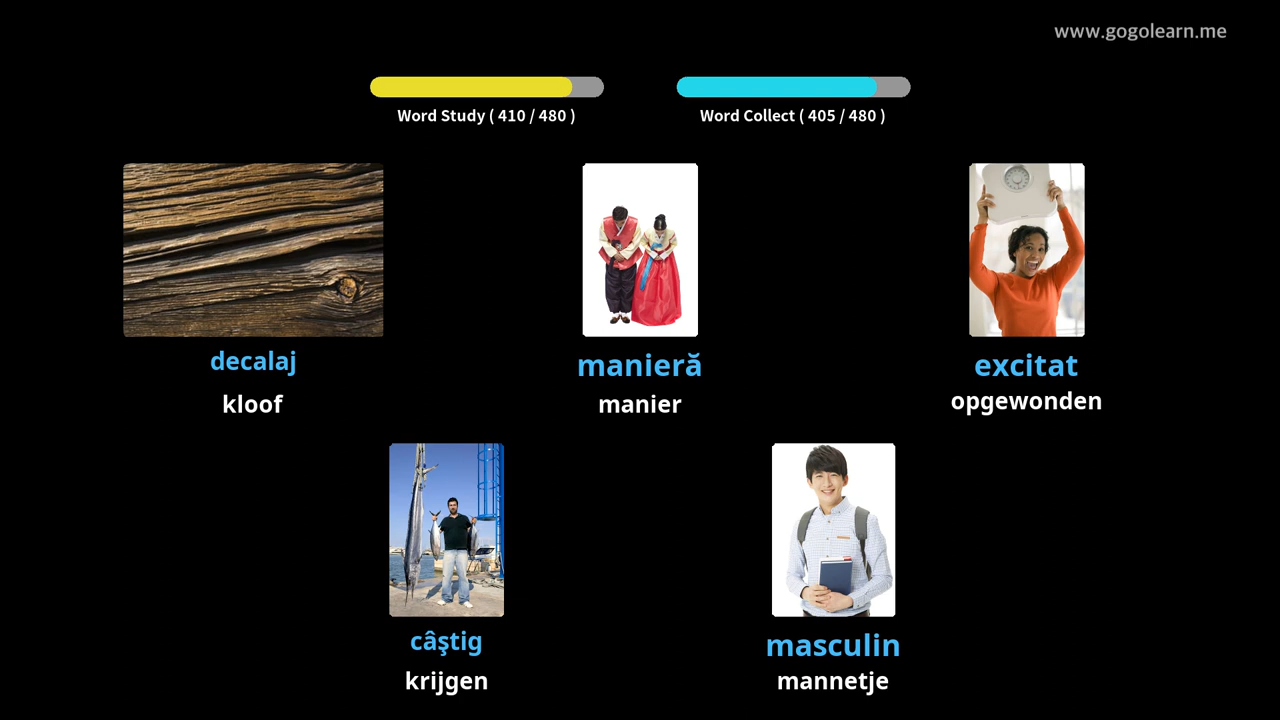 www.gogolearn.me
Word Study ( 410 / 480 )
Word Collect ( 405 / 480 )
decalaj
manieră
excitat
kloof
manier
opgewonden
câştig
masculin
krijgen
mannetje